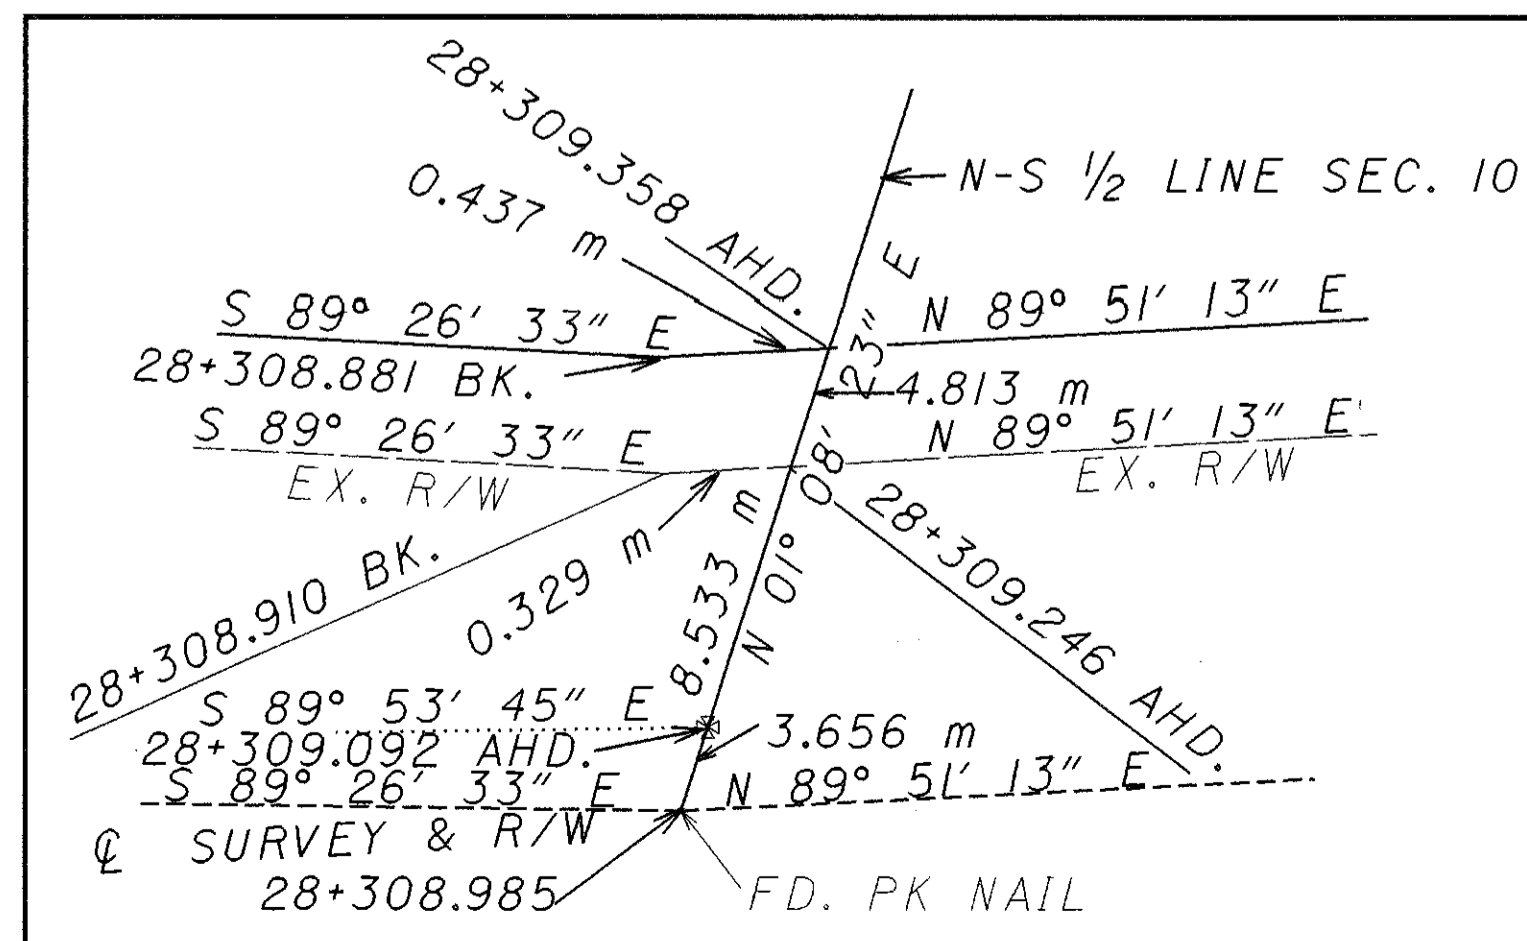 28+309.358 AHD.
0.437 m
N-S ½ LINE SEC. 10
S 89° 26′ 33″ E
N 89° 51′ 13″ E
28+308.881 BK.
4.813 m
S 89° 26′ 33″ E
N 89° 51′ 13″ E
EX. R/W
EX. R/W
N 01° 08′ 23″ E
28+308.910 BK.
0.329 m
8.533 m
28+309.246 AHD.
S 89° 53′ 45″ E
28+309.092 AHD.
3.656 m
S 89° 26′ 33″ E
N 89° 51′ 13″ E
℄ SURVEY & R/W
28+308.985
FD. PK NAIL